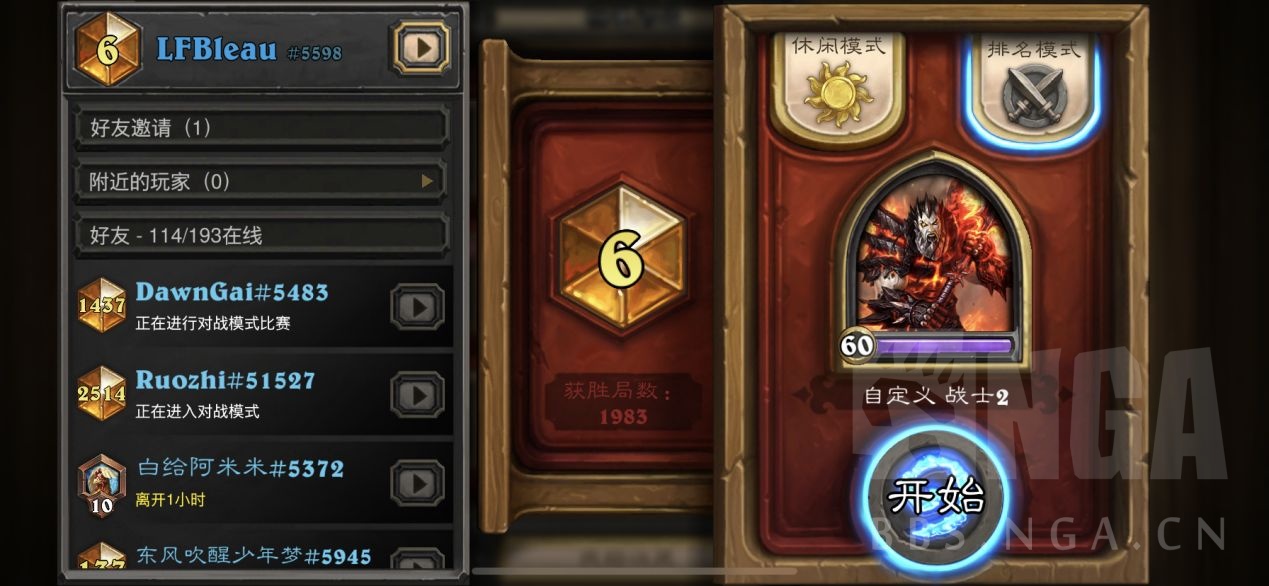 6
LFBleau #5598
好友邀请（1）
附近的玩家（0）
好友 - 114/193在线
1437
DawnGai#5483
正在进行对战模式比赛
2514
Ruozhi#51527
正在进入对战模式
10
白给阿米米#5372
离开1小时
东风吹醒少年梦#5945
6
获胜局数：
1983
休闲模式
排名模式
60
自定义 战士2
开始
NGA
BBS.NGA.CN